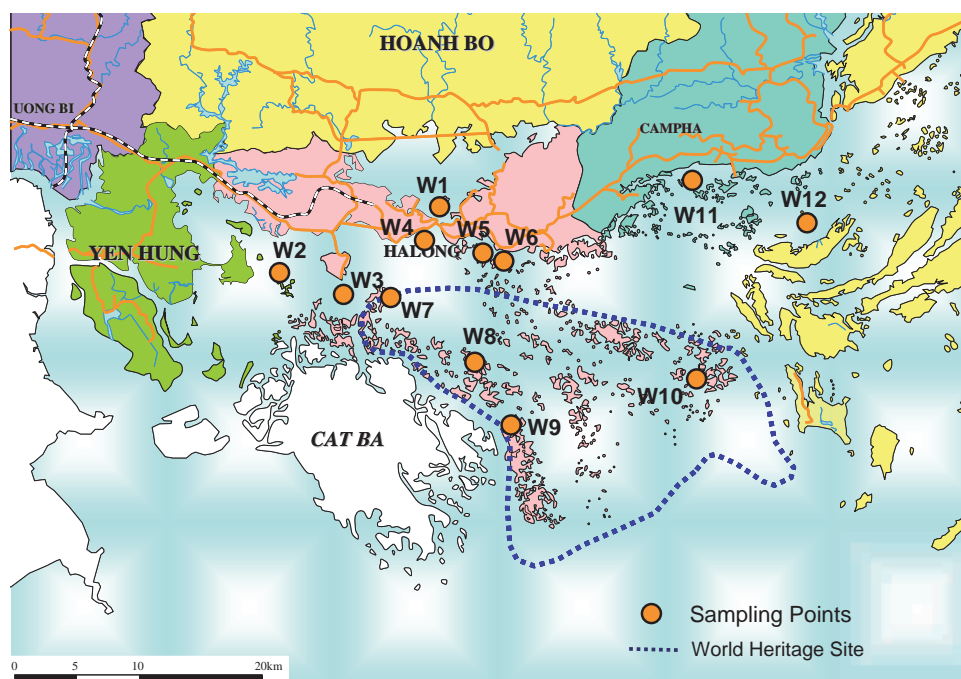 HOANH BO
UONG BI
CAMPHA
W1
W12
W11
W4
W5
W6
HALONG
YEN HUNG
W2
W3
W7
W8
W10
W9
CAT BA
Sampling Points
World Heritage Site
0 5 10 20km